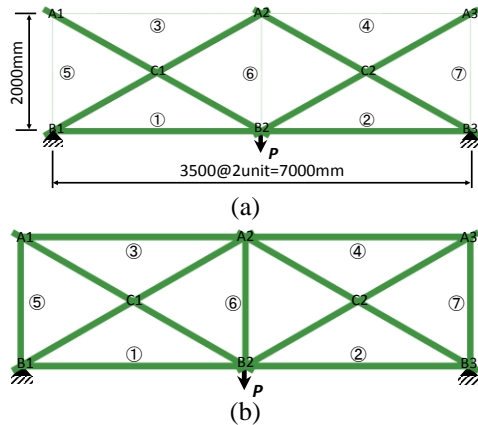 A1 A2 A3
③ ④
2000mm
⑤ C1 ⑥ C2 ⑦
① ②
B1 B2 B3
P
3500@2unit=7000mm
(a)
A1 A2 A3
③ ④
⑤ C1 ⑥ C2 ⑦
① ②
B1 B2 B3
P
(b)